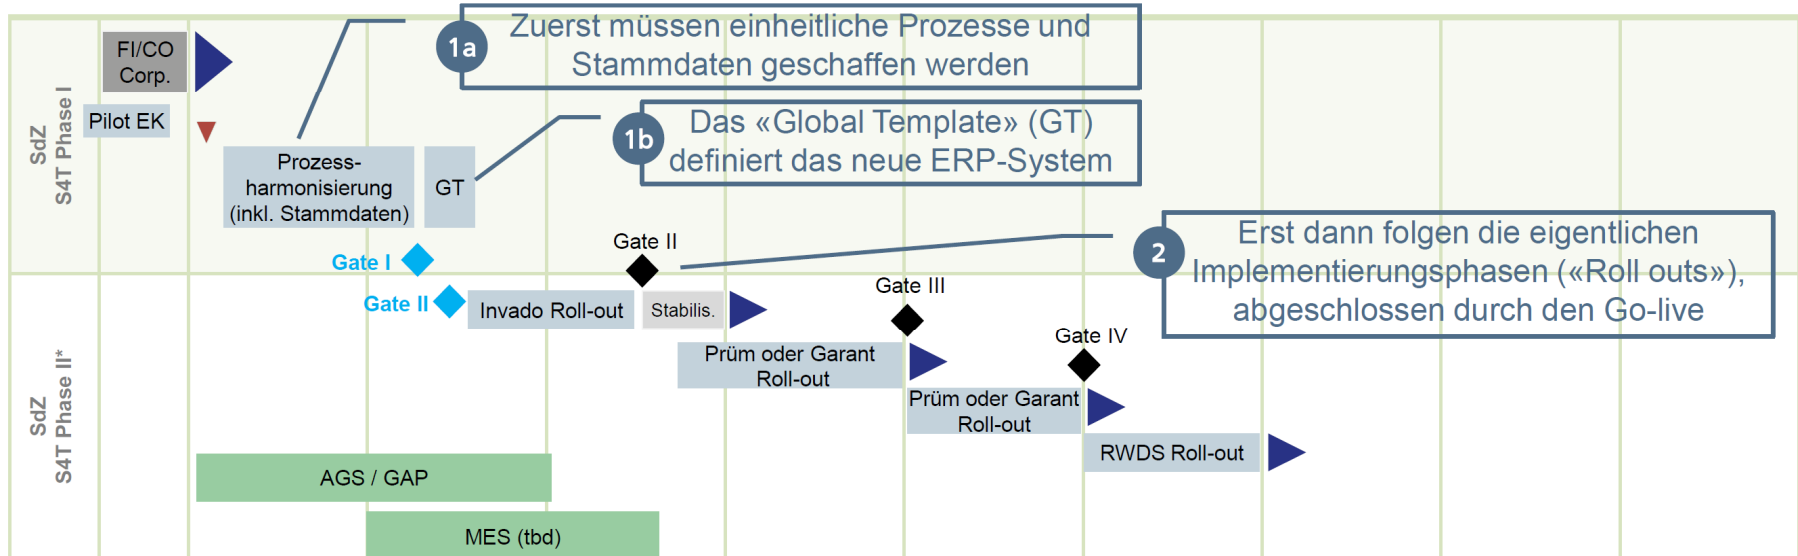 SdZ
S4T Phase I
FI/CO
Corp.
Pilot EK
Prozess-
harmonisierung
(inkl. Stammdaten)
GT
1a
Zuerst müssen einheitliche Prozesse und
Stammdaten geschaffen werden
1b
Das «Global Template» (GT)
definiert das neue ERP-System
Gate I
Gate II
2
Erst dann folgen die eigentlichen
Implementierungsphasen («Roll outs»),
abgeschlossen durch den Go-live
SdZ
S4T Phase II*
Gate II
Invado Roll-out
Stabilis.
Gate III
Prüm oder Garant
Roll-out
Gate IV
Prüm oder Garant
Roll-out
RWDS Roll-out
AGS / GAP
MES (tbd)